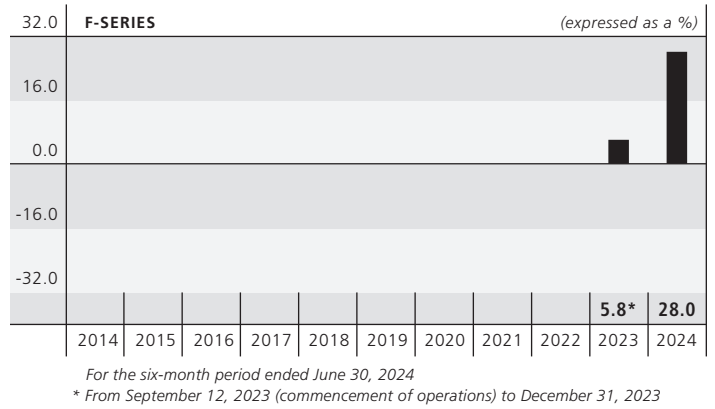 32.0 F-SERIES (expressed as a %)
16.0
0.0
-16.0
-32.0
5.8* 28.0
2014 2015 2016 2017 2018 2019 2020 2021 2022 2023 2024
For the six-month period ended June 30, 2024
* From September 12, 2023 (commencement of operations) to December 31, 2023